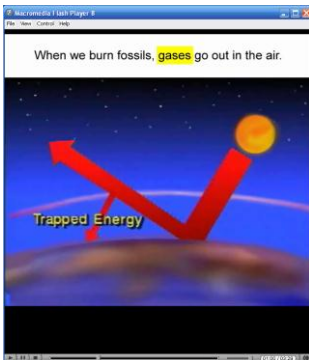 Macromedia Flash Player 8
File View Control Help
When we burn fossils, gases go out in the air.
Trapped Energy